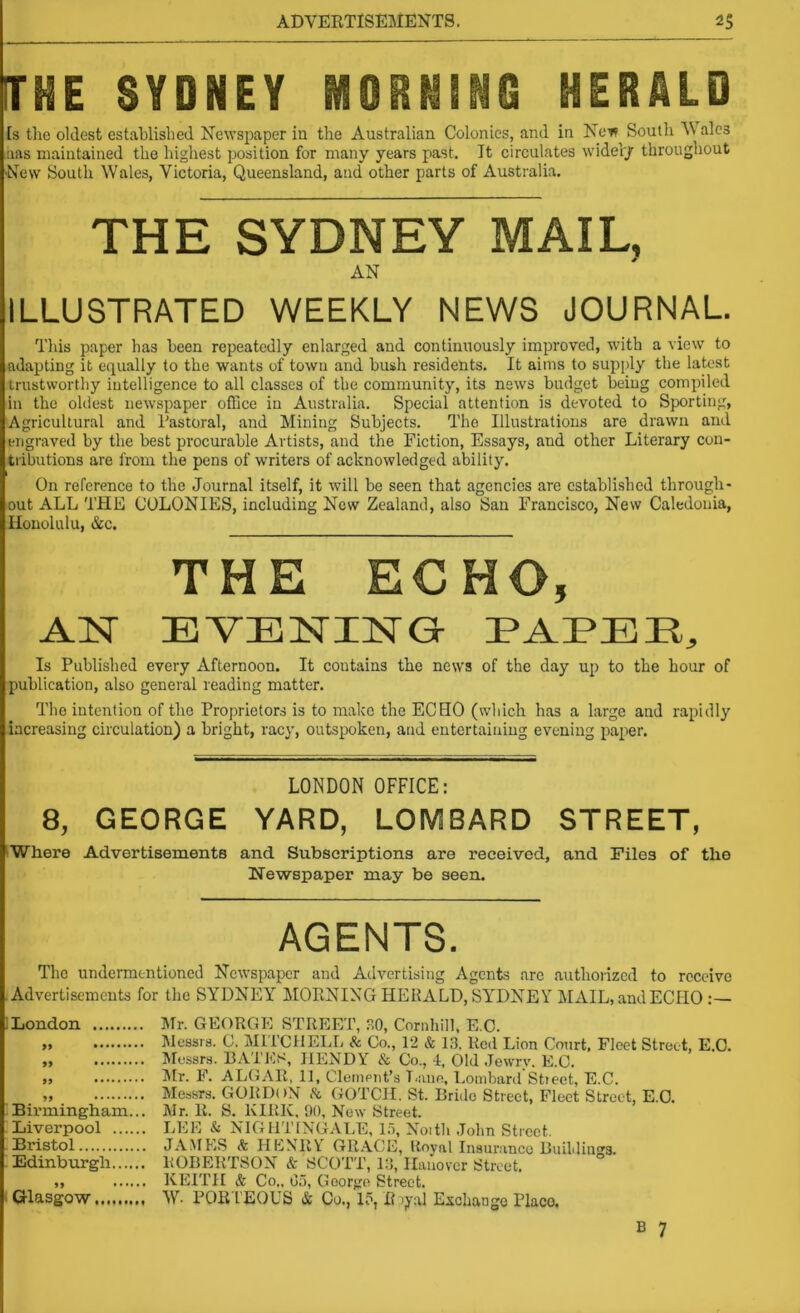 ADVERTISEMENTS. 25
THE SYDNEY MORNING HERALD
Is the oldest established Newspaper in the Australian Colonies, and in New South Wales
has maintained the highest position for many years past. It circulates widely throughout
New South Wales, Victoria, Queensland, and other parts of Australia.
THE SYDNEY MAIL,
AN
ILLUSTRATED WEEKLY NEWS JOURNAL.
This paper has been repeatedly enlarged and continuously improved, with a view to
adapting it equally to the wants of town and bush residents. It aims to supply the latest
trustworthy intelligence to all classes of the community, its news budget being compiled
in the oldest newspaper office in Australia. Special attention is devoted to Sporting,
Agricultural and Pastoral, and Mining Subjects. The Illustrations are drawn and
engraved by the best procurable Artists, and the Fiction, Essays, and other Literary con-
tributions are from the pens of writers of acknowledged ability.
On reference to the Journal itself, it will be seen that agencies are established through-
out ALL THE COLONIES, including New Zealand, also San Francisco, New Caledonia,
Honolulu, &c.
THE ECHO,
AN EVENING PAPER,
Is Published every Afternoon. It contains the news of the day up to the hour of
publication, also general reading matter.
The intention of the Proprietors is to make the ECHO (which has a large and rapidly
increasing circulation) a bright, racy, outspoken, and entertaining evening paper.
LONDON OFFICE:
8, GEORGE YARD, LOMBARD STREET,
Where Advertisements and Subscriptions are received, and Files of the
Newspaper may be seen.
AGENTS.
The undermentioned Newspaper and Advertising Agents are authorized to receive
Advertisements for the SYDNEY MORNING HERALD, SYDNEY MAIL, and ECHO :—
London ......... Mr. GEORGE STREET, 30, Cornhill, E.C.
„ ......... Messrs. C. MITCHELL & Co., 12 & 13, Red Lion Court, Fleet Street, E.C.
„ ......... Messrs. BATES, HENDY & Co., 4, Old Jewry. E.C.
„ ......... Mr. F. ALGAR, 11, Clement's Lane, Lombard Street, E.C.
„ ......... Messrs. GORDON & GOTCH. St. Bride Street, Fleet Street, E.C.
Birmingham... Mr. R. S. KIRK, 90, New Street.
Liverpool ...... LEE & NIGHTINGALE, 15, North John Street.
Bristol............ JAMES & HENRY GRACE, Royal Insurance Buildings.
Edinburgh...... ROBERTSON & SCOTT, 13, Hanover Street.
„ ...... KEITH & Co., 65, George Street.
Glasgow......... W. PORTEOUS & Co., 15, Royal Exchange Place.
B 7